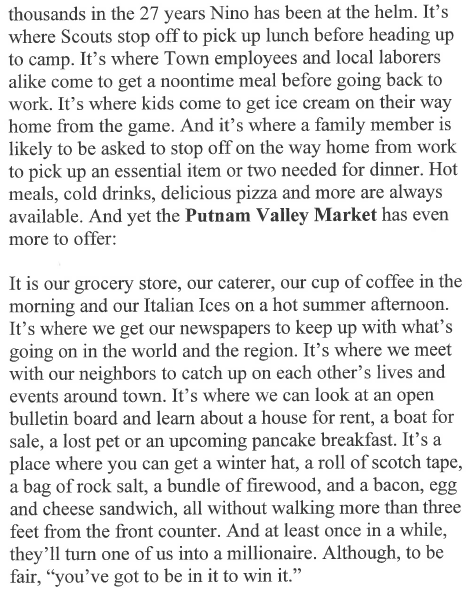 thousands in the 27 years Nino has been at the helm. It's
where Scouts stop off to pick up lunch before heading up
to camp. It's where Town employees and local laborers
alike come to get a noontime meal before going back to
work. It's where kids come to get ice cream on their way
home from the game. And it's where a family member is
likely to be asked to stop off on the way home from work
to pick up an essential item or two needed for dinner. Hot
meals, cold drinks, delicious pizza and more are always
available. And yet the Putnam Valley Market has even
more to offer:

It is our grocery store, our caterer, our cup of coffee in the
morning and our Italian Ices on a hot summer afternoon.
It's where we get our newspapers to keep up with what's
going on in the world and the region. It's where we meet
with our neighbors to catch up on each other's lives and
events around town. It's where we can look at an open
bulletin board and learn about a house for rent, a boat for
sale, a lost pet or an upcoming pancake breakfast. It's a
place where you can get a winter hat, a roll of scotch tape,
a bag of rock salt, a bundle of firewood, and a bacon, egg
and cheese sandwich, all without walking more than three
feet from the front counter. And at least once in a while,
they'll turn one of us into a millionaire. Although, to be
fair, "you've got to be in it to win it."